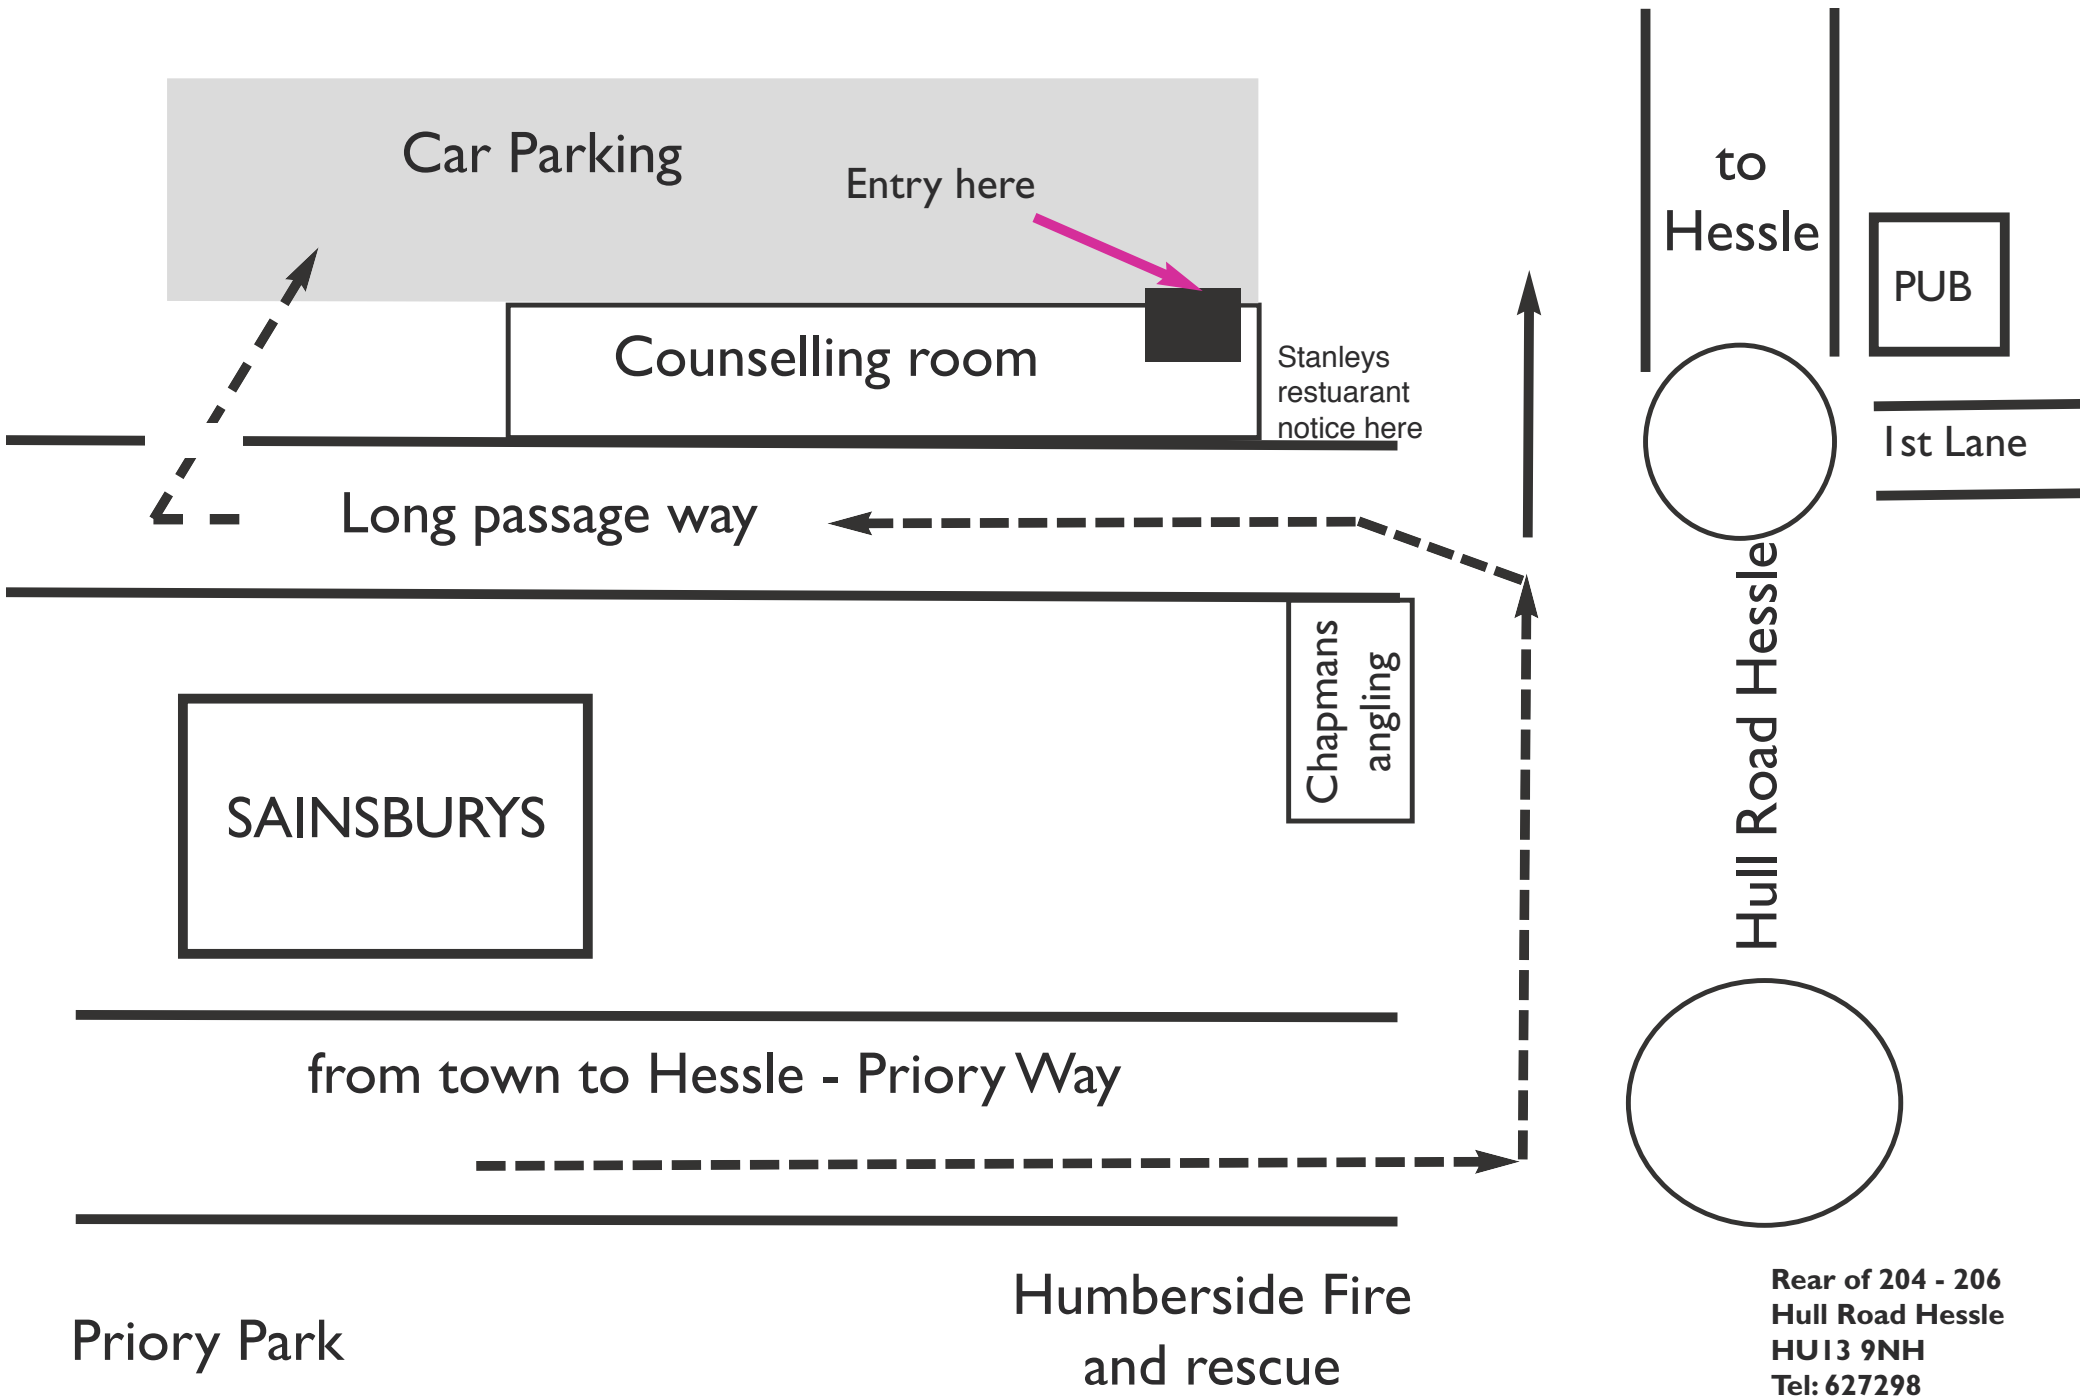 Car Parking
Entry here
to
Hessle
PUB
Counselling room
Stanleys
restuarant
notice here
1st Lane
Long passage way
Hull Road Hessle
Chapmans
angling
SAINSBURYS
from town to Hessle - Priory Way
Humberside Fire
and rescue
Priory Park
Rear of 204 - 206
Hull Road Hessle
HU13 9NH
Tel: 627298